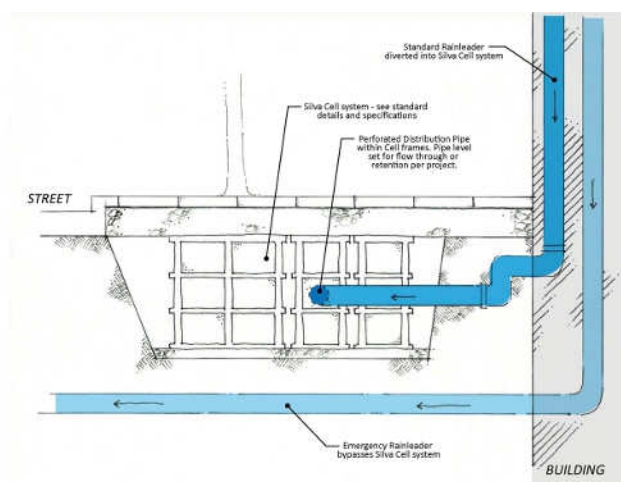 Standard Rainleader
diverted into Silva Cell system
Silva Cell system - see standard
details and specifications
Perforated Distribution Pipe
within Cell frames. Pipe level
set for flow through or
retention per project.
STREET
Emergency Rainleader
bypasses Silva Cell system
BUILDING